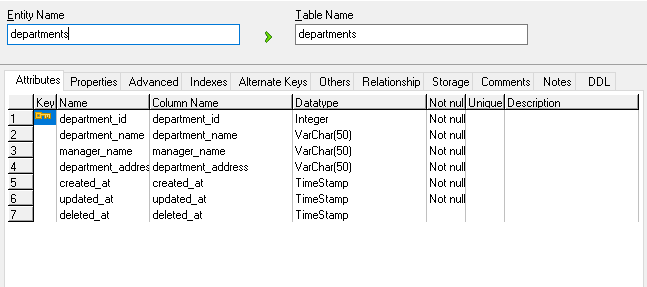 Entity Name Table Name
departments departments
Attributes Properties Advanced Indexes Alternate Keys Others Relationship Storage Comments Notes DDL
Key Name Column Name Datatype Not nul Unique Description
1 department_id department_id Integer Not null
2 department_name department_name VarChar(50) Not null
3 manager_name manager_name VarChar(50) Not null
4 department_addres department_address VarChar(50) Not null
5 created_at created_at TimeStamp Not null
6 updated_at updated_at TimeStamp Not null
7 deleted_at deleted_at TimeStamp